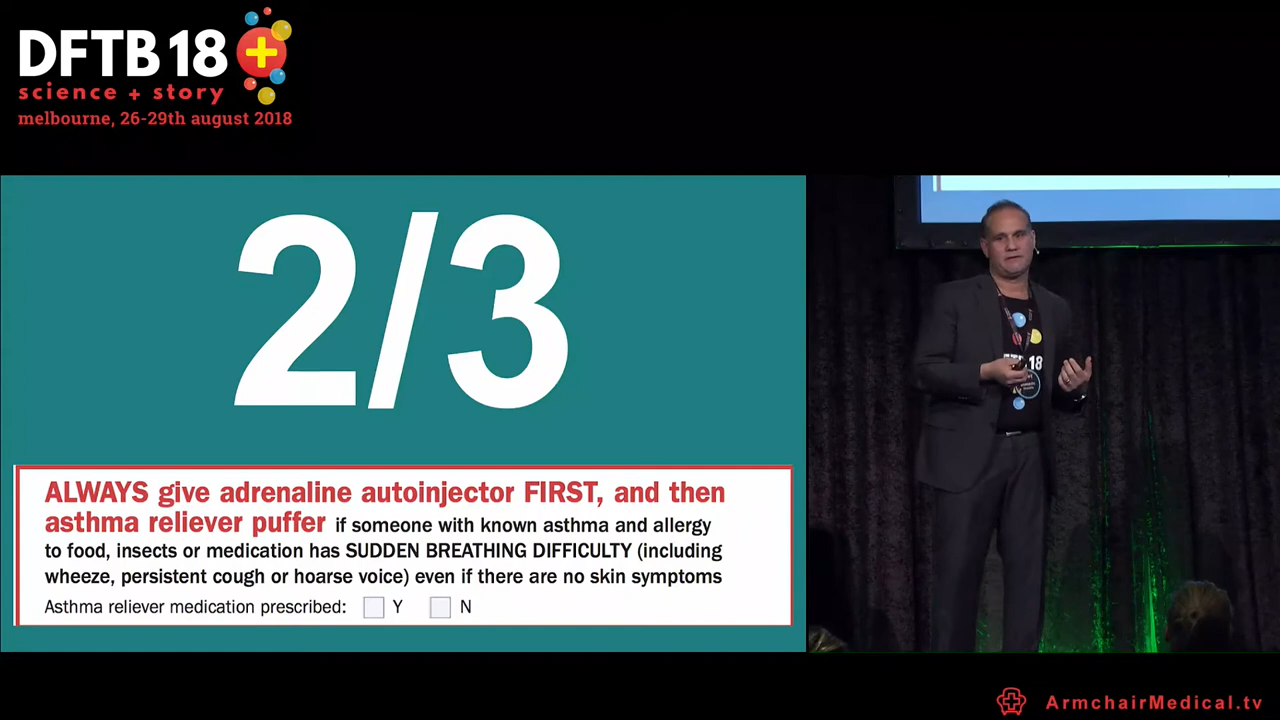 DFTB 18
science + story
melbourne, 26-29th august 2018
2/3
ALWAYS give adrenaline autoinjector FIRST, and then
asthma reliever puffer if someone with known asthma and allergy
to food, insects or medication has SUDDEN BREATHING DIFFICULTY (including
wheeze, persistent cough or hoarse voice) even if there are no skin symptoms
Asthma reliever medication prescribed: Y N
ArmchairMedical.tv